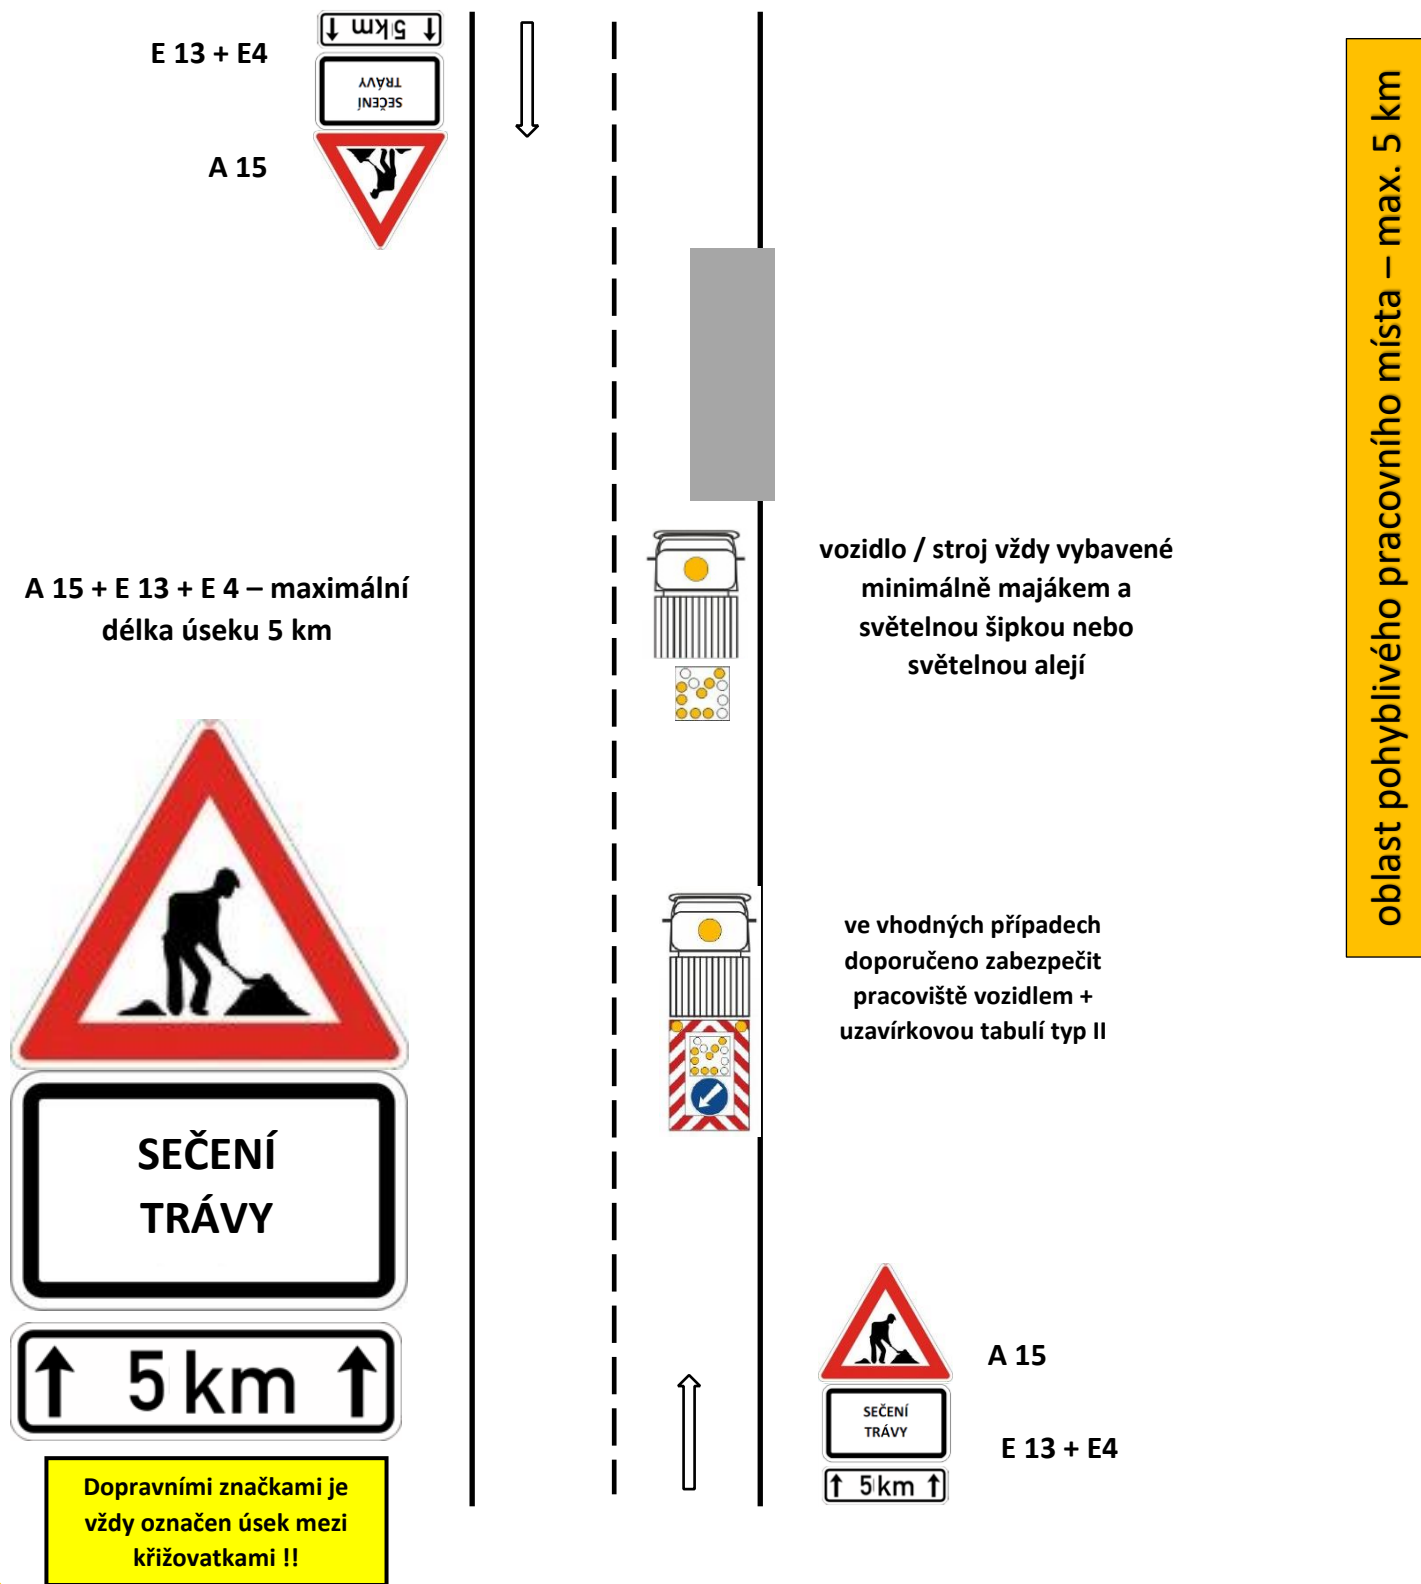 E 13 + E4
↓ 5 km ↓
SEČENÍ
TRÁVY
A 15
oblast pohyblivého pracovního místa – max. 5 km
vozidlo / stroj vždy vybavené
minimálně majákem a
světelnou šipkou nebo
světelnou alejí
A 15 + E 13 + E 4 – maximální
délka úseku 5 km
ve vhodných případech
doporučeno zabezpečit
pracoviště vozidlem +
uzavírkovou tabulí typ II
SEČENÍ
TRÁVY
↑ 5 km ↑
A 15
SEČENÍ
TRÁVY
E 13 + E4
↑ 5 km ↑
Dopravními značkami je
vždy označen úsek mezi
křižovatkami !!